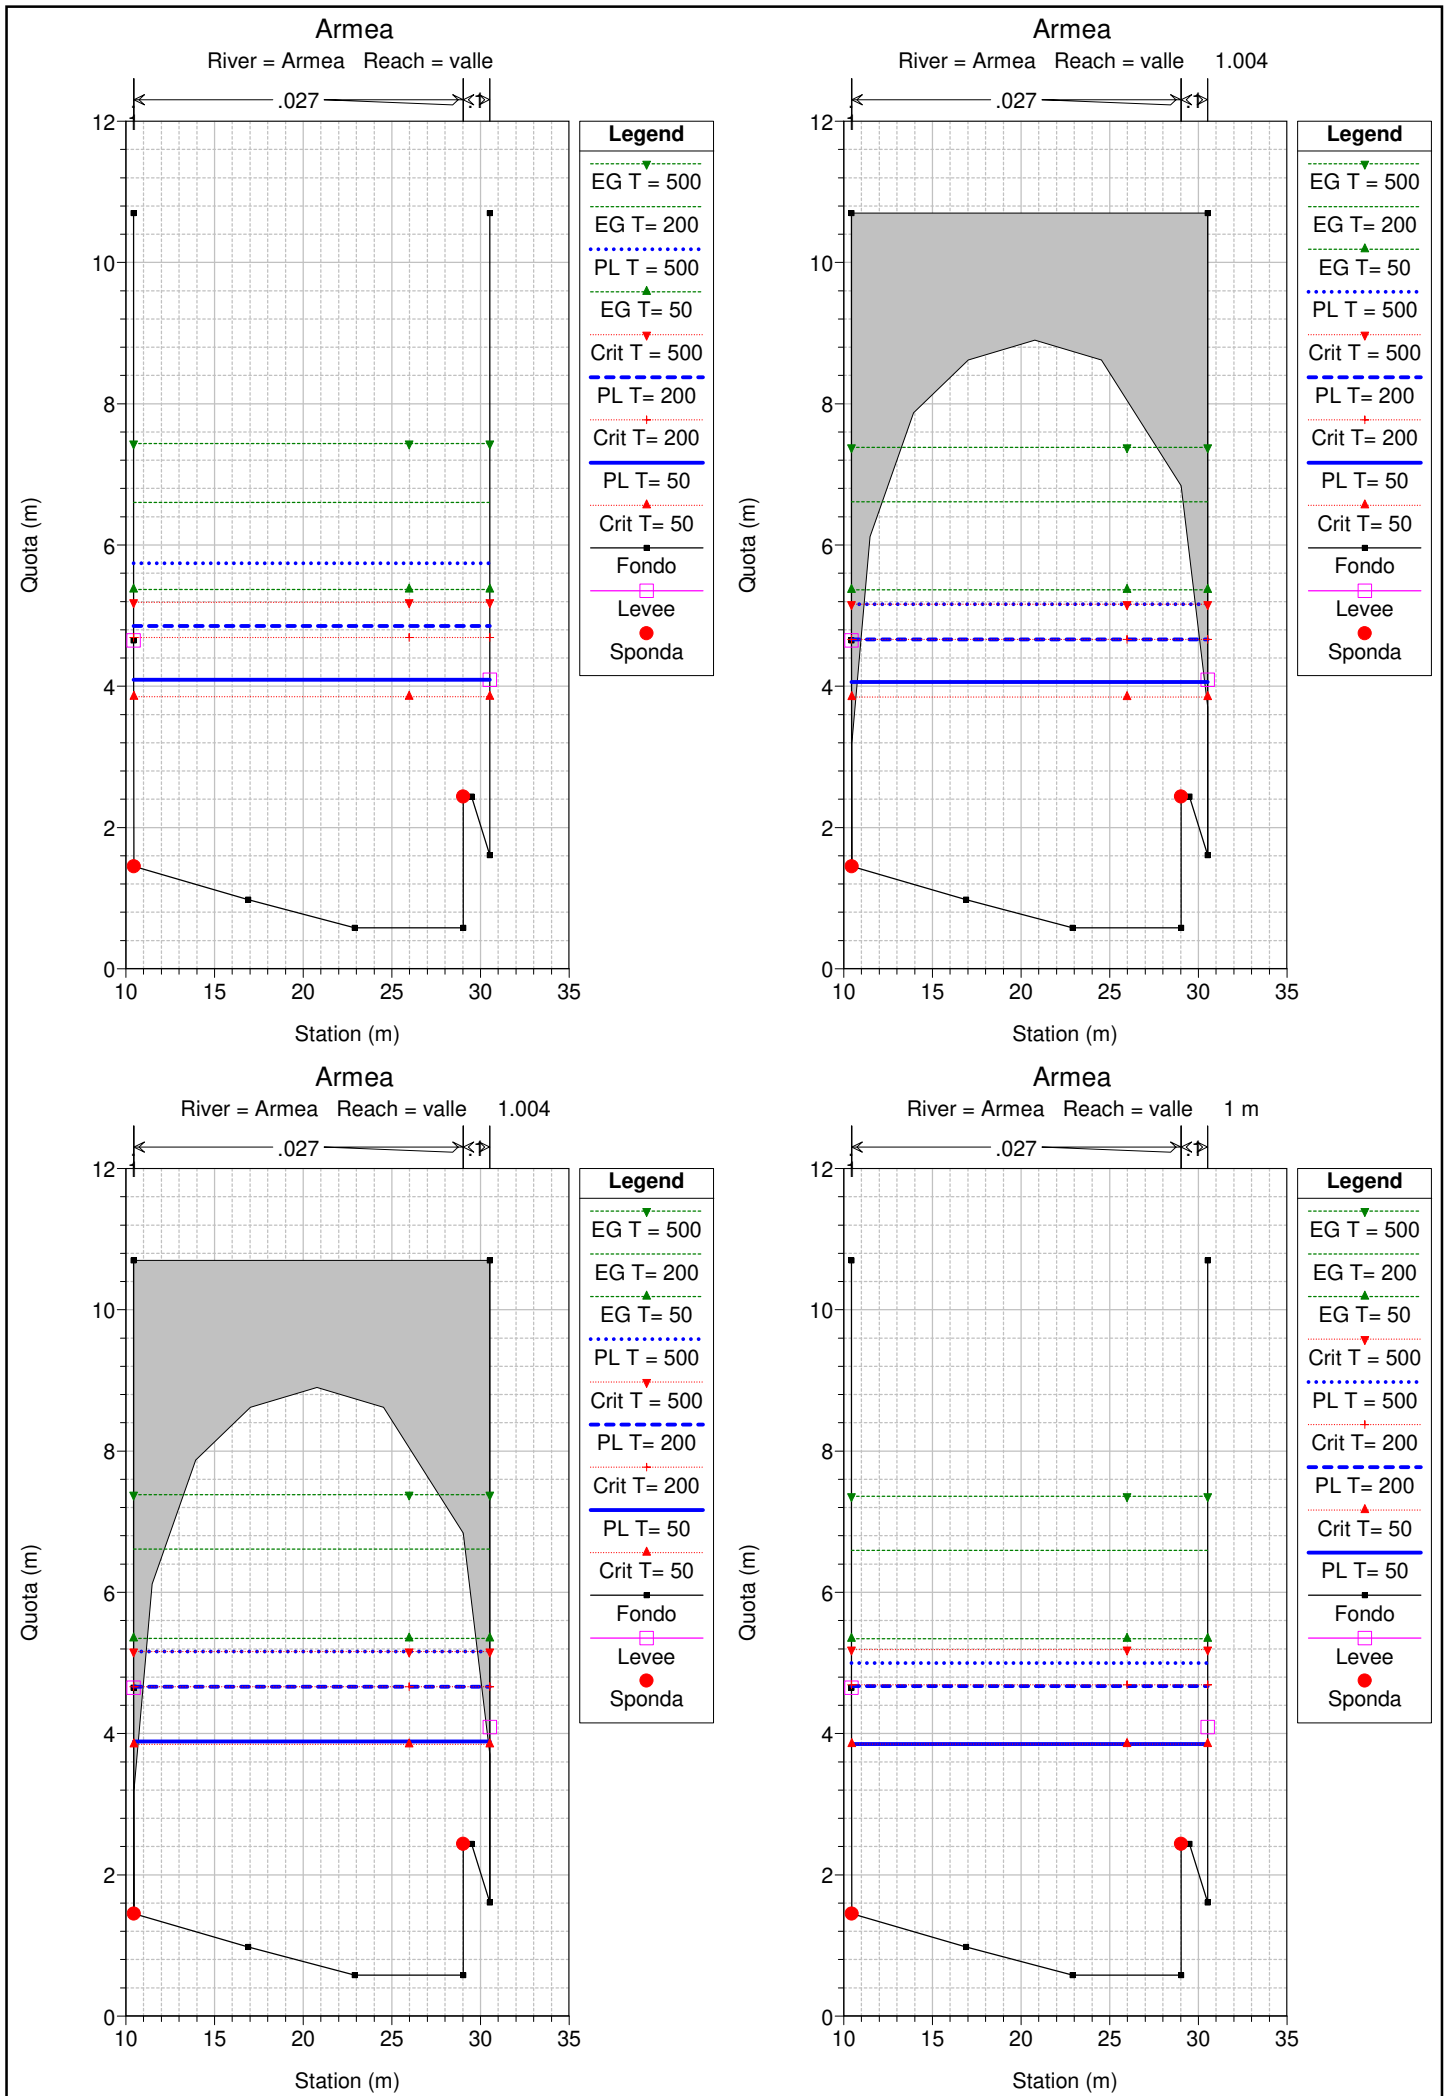 Armea
River = Armea Reach = valle
.027
.1
12
10
8
6
4
2
0
10 15 20 25 30 35
Quota (m)
Station (m)
Legend
EG T = 500
EG T= 200
PL T = 500
EG T= 50
Crit T = 500
PL T= 200
Crit T= 200
PL T= 50
Crit T= 50
Fondo
Levee
Sponda
Armea
River = Armea Reach = valle 1.004
.027
.1
12
10
8
6
4
2
0
10 15 20 25 30 35
Quota (m)
Station (m)
Legend
EG T = 500
EG T= 200
EG T= 50
PL T = 500
Crit T = 500
PL T= 200
Crit T= 200
PL T= 50
Crit T= 50
Fondo
Levee
Sponda
Armea
River = Armea Reach = valle 1.004
.027
.1
12
10
8
6
4
2
0
10 15 20 25 30 35
Quota (m)
Station (m)
Legend
EG T = 500
EG T= 200
EG T= 50
PL T = 500
Crit T = 500
PL T= 200
Crit T= 200
PL T= 50
Crit T= 50
Fondo
Levee
Sponda
Armea
River = Armea Reach = valle 1 m
.027
.1
12
10
8
6
4
2
0
10 15 20 25 30 35
Quota (m)
Station (m)
Legend
EG T = 500
EG T= 200
EG T= 50
Crit T = 500
PL T = 500
Crit T= 200
PL T= 200
Crit T= 50
PL T= 50
Fondo
Levee
Sponda